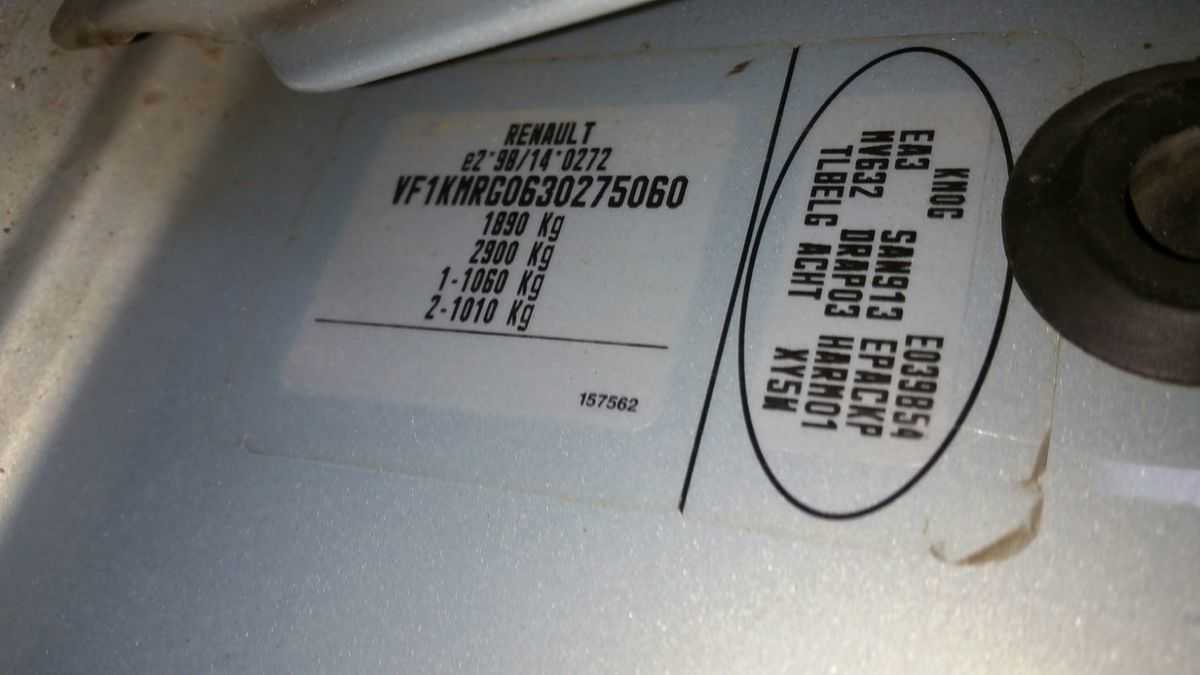 RENAULT
e2*98/14*0272
VF1KMRG0630275060
1890 Kg
2900 Kg
1-1060 Kg
2-1010 Kg
157562
KM0G E039B54
EA3 SAN913 EPACKP
MV632 DRAP03 HARM01
TLBELG ACHT XY5W